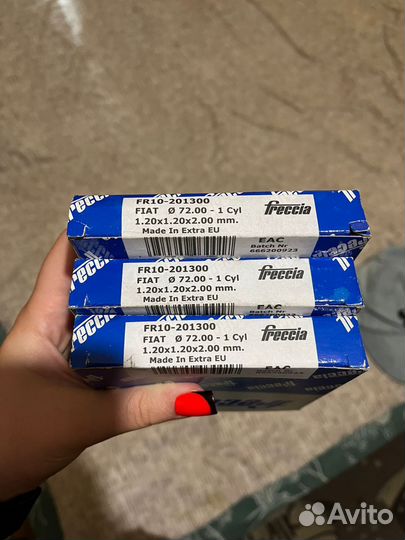 FR10-201300
FIAT Ø 72.00 - 1 Cyl
1.20x1.20x2.00 mm.
Made In Extra EU
freccia
EAC
Batch Nr
666200923
FR10-201300
FIAT Ø 72.00 - 1 Cyl
1.20x1.20x2.00 mm.
Made In Extra EU
freccia
EAC
FR10-201300
FIAT Ø 72.00 - 1 Cyl
1.20x1.20x2.00 mm.
Made In Extra EU
freccia
EAC
Avito